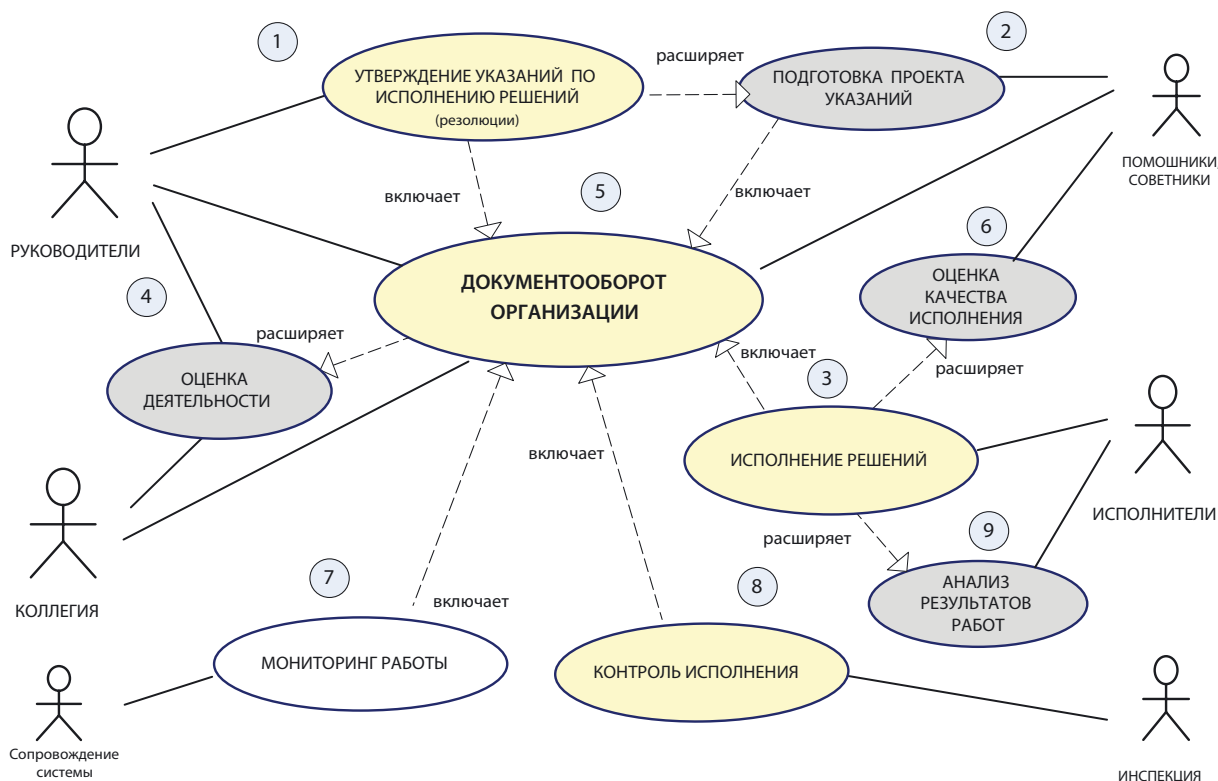 1
2
УТВЕРЖДЕНИЕ УКАЗАНИЙ ПО
ИСПОЛНЕНИЮ РЕШЕНИЙ
(резолюции)
расширяет
ПОДГОТОВКА ПРОЕКТА
УКАЗАНИЙ
РУКОВОДИТЕЛИ
ПОМОШНИКИ,
СОВЕТНИКИ
включает
включает
5
6
ДОКУМЕНТООБОРОТ
ОРГАНИЗАЦИИ
ОЦЕНКА
КАЧЕСТВА
ИСПОЛНЕНИЯ
4
расширяет
ОЦЕНКА
ДЕЯТЕЛЬНОСТИ
включает
расширяет
3
ИСПОЛНЕНИЕ РЕШЕНИЙ
ИСПОЛНИТЕЛИ
включает
расширяет
9
АНАЛИЗ
РЕЗУЛЬТАТОВ
РАБОТ
КОЛЛЕГИЯ
7
включает
МОНИТОРИНГ РАБОТЫ
8
КОНТРОЛЬ ИСПОЛНЕНИЯ
Сопровождение
системы
ИНСПЕКЦИЯ